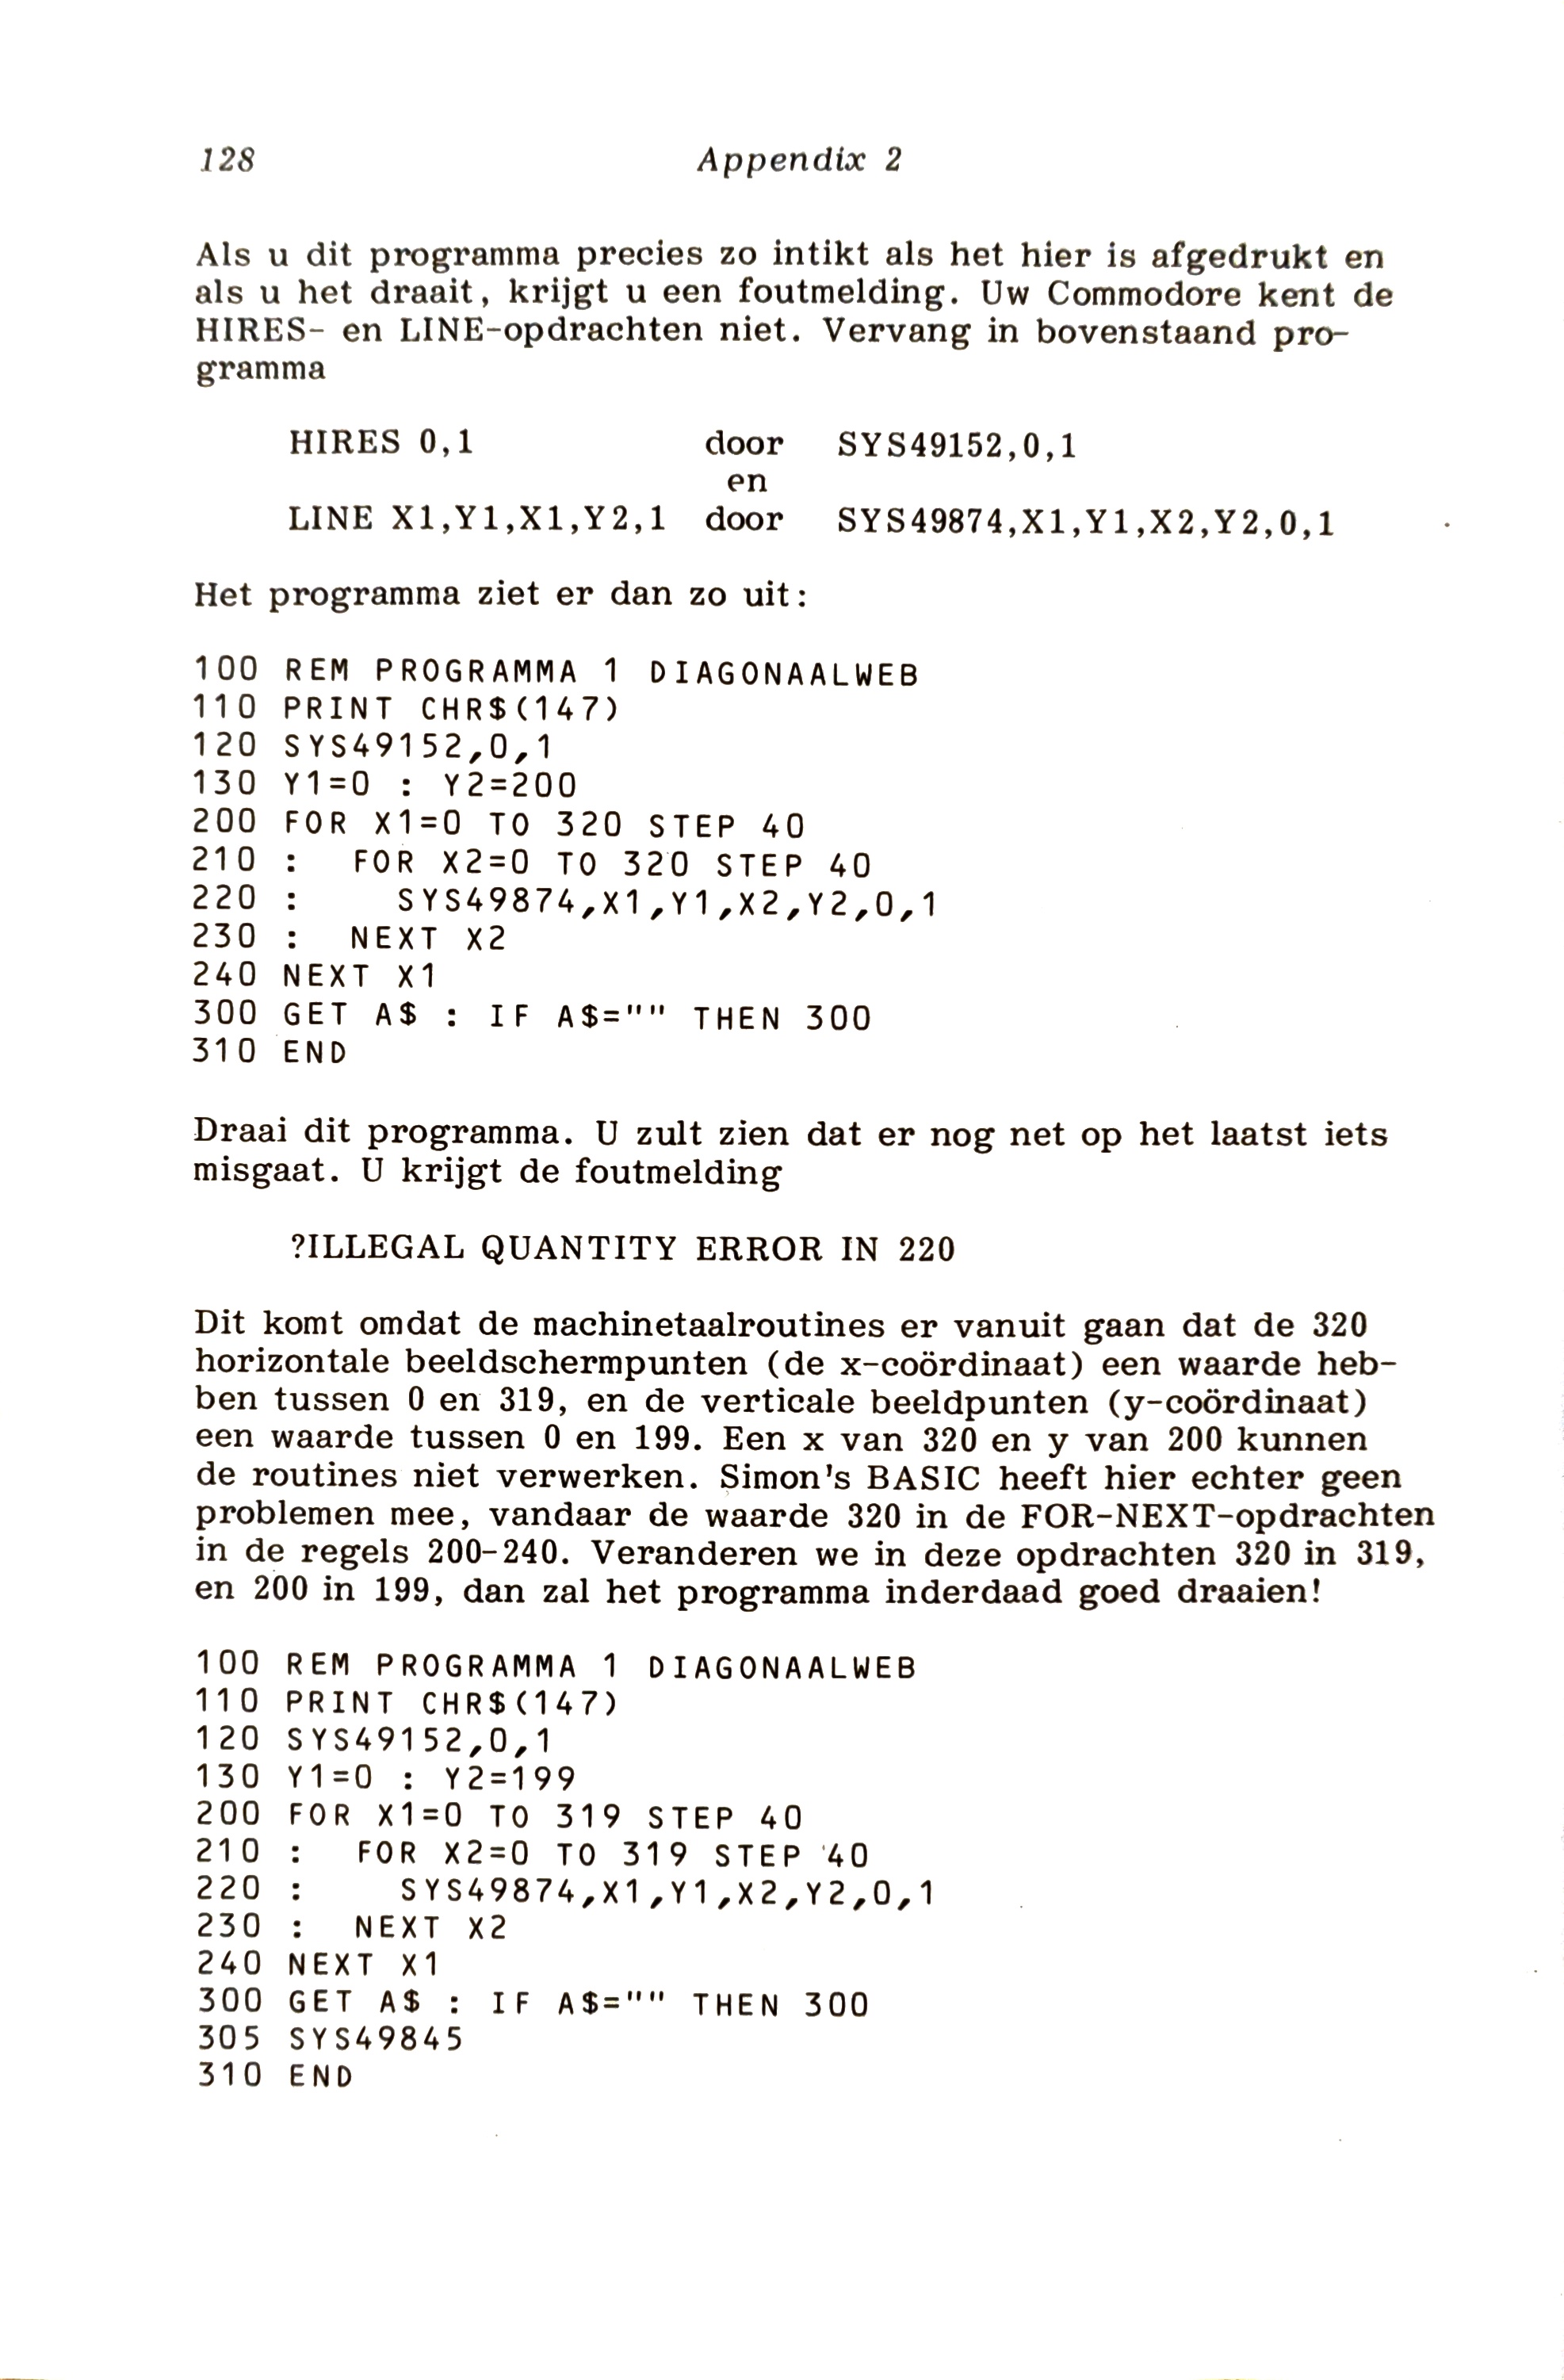 128 Appendix 2
Als u dit programma precies zo intikt als het hier is afgedrukt en
als u het draait, krijgt u een foutmelding. Uw Commodore kent de
HIRES- en LINE-opdrachten niet. Vervang in bovenstaand pro-
gramma
HIRES 0,1 door SYS49152,0,1
en
LINE X1,Y1,X1,Y2,1 door SYS49874,X1,Y1,X2,Y2,0,1
Het programma ziet er dan zo uit:
100 REM PROGRAMMA 1 DIAGONAALWEB
110 PRINT CHR$(147)
120 SYS49152,0,1
130 Y1=0 : Y2=200
200 FOR X1=0 TO 320 STEP 40
210 : FOR X2=0 TO 320 STEP 40
220 : SYS49874,X1,Y1,X2,Y2,0,1
230 : NEXT X2
240 NEXT X1
300 GET A$ : IF A$="" THEN 300
310 END
Draai dit programma. U zult zien dat er nog net op het laatst iets
misgaat. U krijgt de foutmelding
?ILLEGAL QUANTITY ERROR IN 220
Dit komt omdat de machinetaalroutines er vanuit gaan dat de 320
horizontale beeldschermpunten (de x-coördinaat) een waarde heb-
ben tussen 0 en 319, en de verticale beeldpunten (y-coördinaat)
een waarde tussen 0 en 199. Een x van 320 en y van 200 kunnen
de routines niet verwerken. Simon's BASIC heeft hier echter geen
problemen mee, vandaar de waarde 320 in de FOR-NEXT-opdrachten
in de regels 200-240. Veranderen we in deze opdrachten 320 in 319,
en 200 in 199, dan zal het programma inderdaad goed draaien!
100 REM PROGRAMMA 1 DIAGONAALWEB
110 PRINT CHR$(147)
120 SYS49152,0,1
130 Y1=0 : Y2=199
200 FOR X1=0 TO 319 STEP 40
210 : FOR X2=0 TO 319 STEP 40
220 : SYS49874,X1,Y1,X2,Y2,0,1
230 : NEXT X2
240 NEXT X1
300 GET A$ : IF A$="" THEN 300
305 SYS49845
310 END